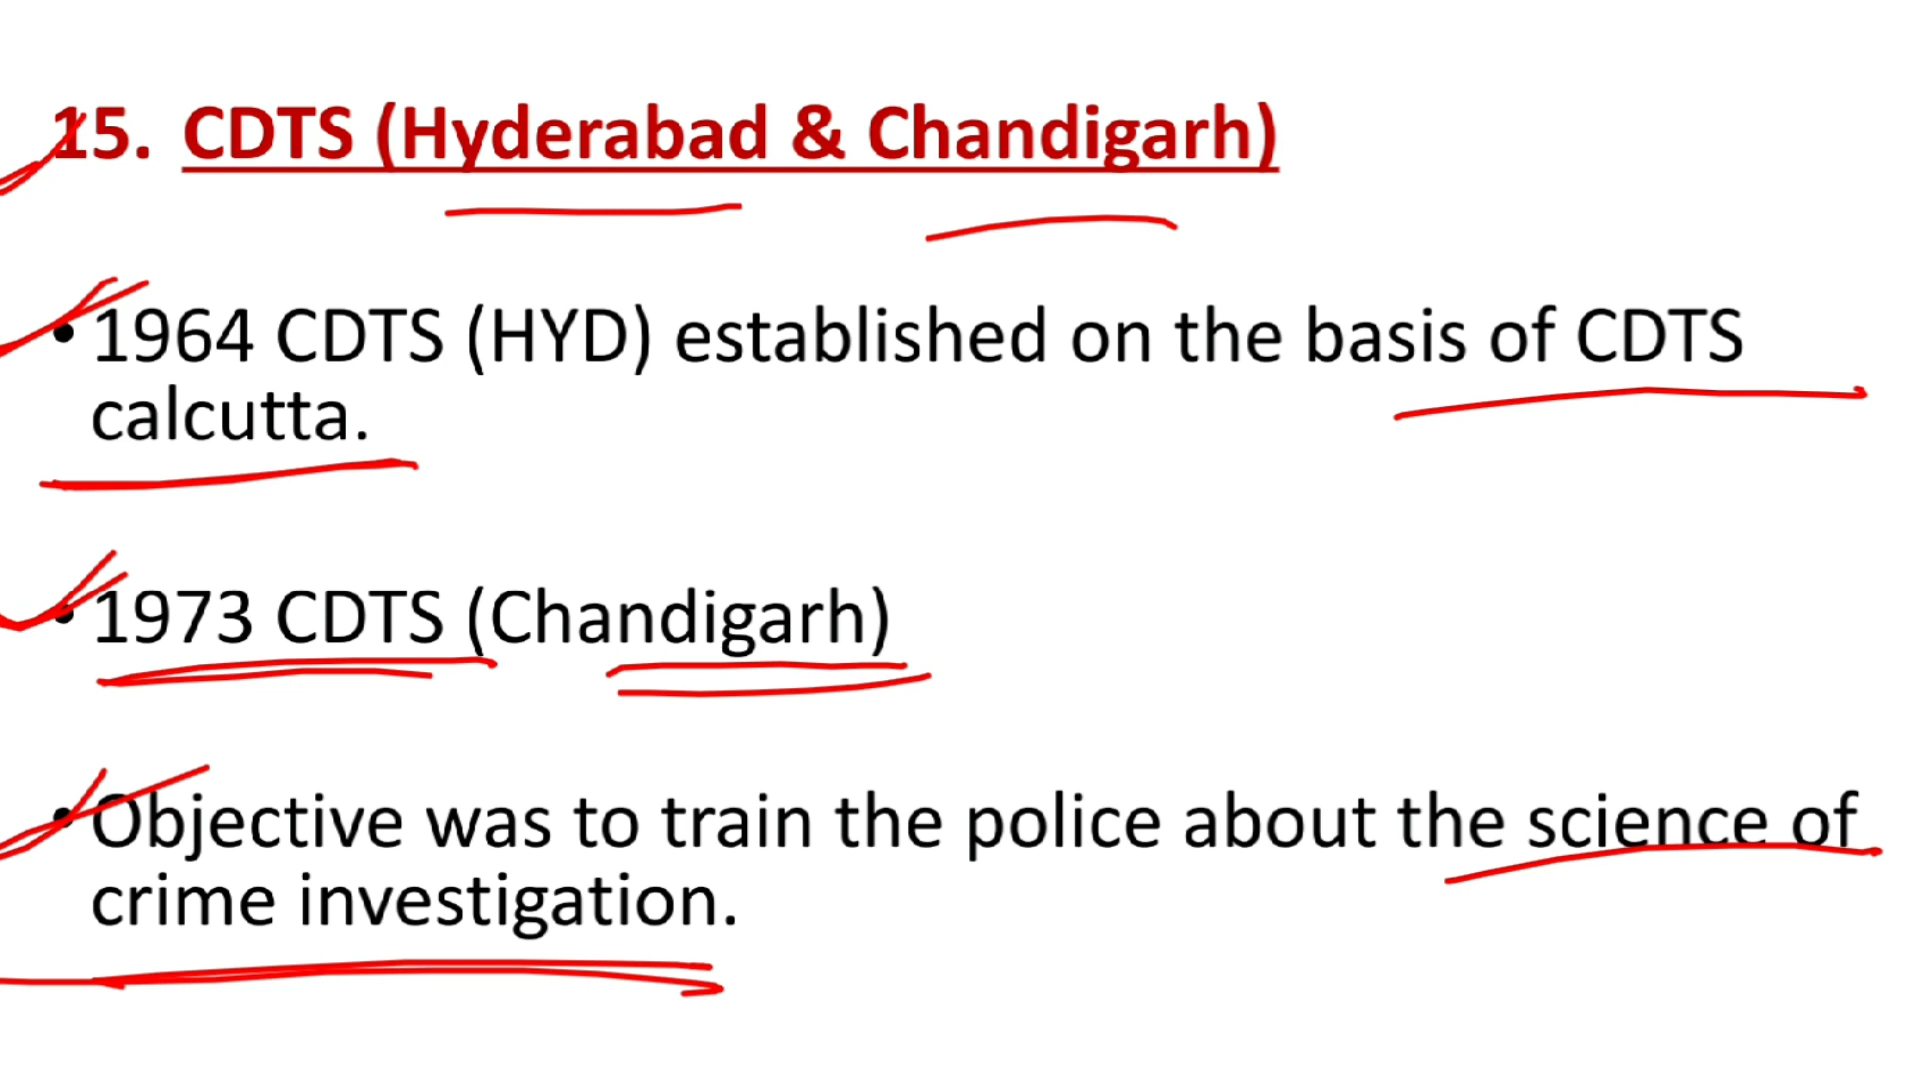 15. CDTS (Hyderabad & Chandigarh)
• 1964 CDTS (HYD) established on the basis of CDTS
calcutta.
• 1973 CDTS (Chandigarh)
• Objective was to train the police about the science of
crime investigation.